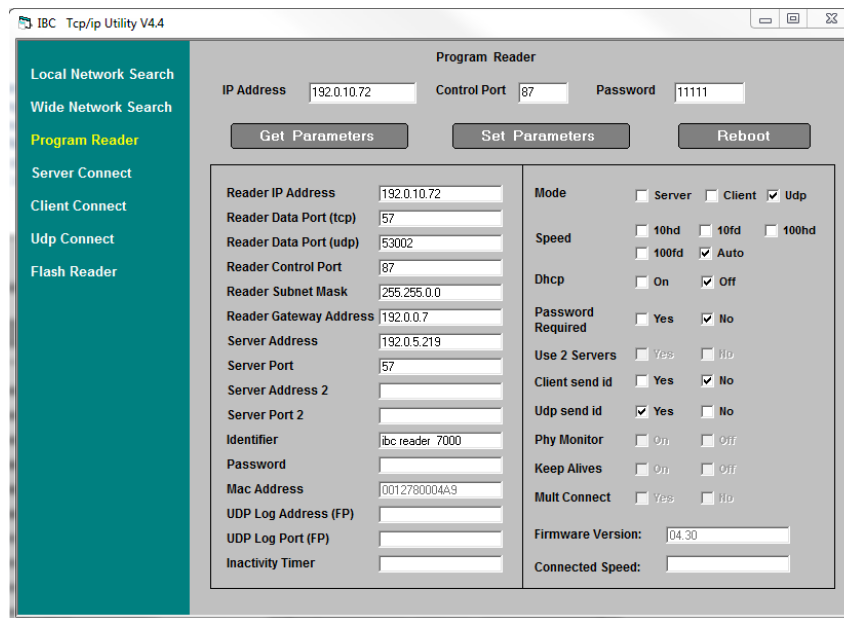 IBC Tcp/ip Utility V4.4
Local Network Search
Wide Network Search
Program Reader
Server Connect
Client Connect
Udp Connect
Flash Reader
Program Reader
IP Address 192.0.10.72 Control Port 87 Password 11111
Get Parameters Set Parameters Reboot
Reader IP Address 192.0.10.72
Reader Data Port (tcp) 57
Reader Data Port (udp) 53002
Reader Control Port 87
Reader Subnet Mask 255.255.0.0
Reader Gateway Address 192.0.0.7
Server Address 192.0.5.219
Server Port 57
Server Address 2
Server Port 2
Identifier ibc reader 7000
Password
Mac Address 0012780004A9
UDP Log Address (FP)
UDP Log Port (FP)
Inactivity Timer
Mode Server Client Udp
Speed 10hd 10fd 100hd
100fd Auto
Dhcp On Off
Password
Required Yes No
Use 2 Servers Yes No
Client send id Yes No
Udp send id Yes No
Phy Monitor On Off
Keep Alives On Off
Mult Connect Yes No
Firmware Version: 04.30
Connected Speed: